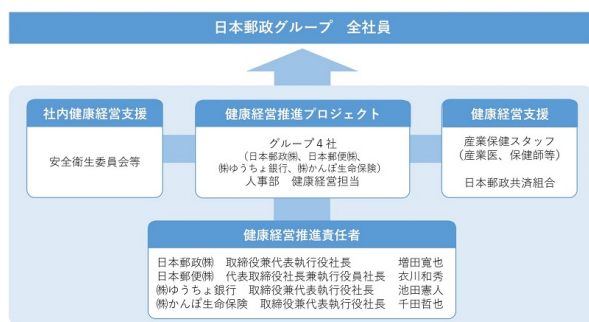 日本郵政グループ 全社員
社内健康経営支援
安全衛生委員会等
健康経営推進プロジェクト
グループ4社
(日本郵政㈱、日本郵便㈱、
㈱ゆうちょ銀行、㈱かんぽ生命保険)
人事部 健康経営担当
健康経営支援
産業保健スタッフ
(産業医、保健師等)
日本郵政共済組合
健康経営推進責任者
日本郵政㈱ 取締役兼代表執行役社長 増田寛也
日本郵便㈱ 代表取締役社長兼執行役員社長 衣川和秀
㈱ゆうちょ銀行 取締役兼代表執行役社長 池田憲人
㈱かんぽ生命保険 取締役兼代表執行役社長 千田哲也